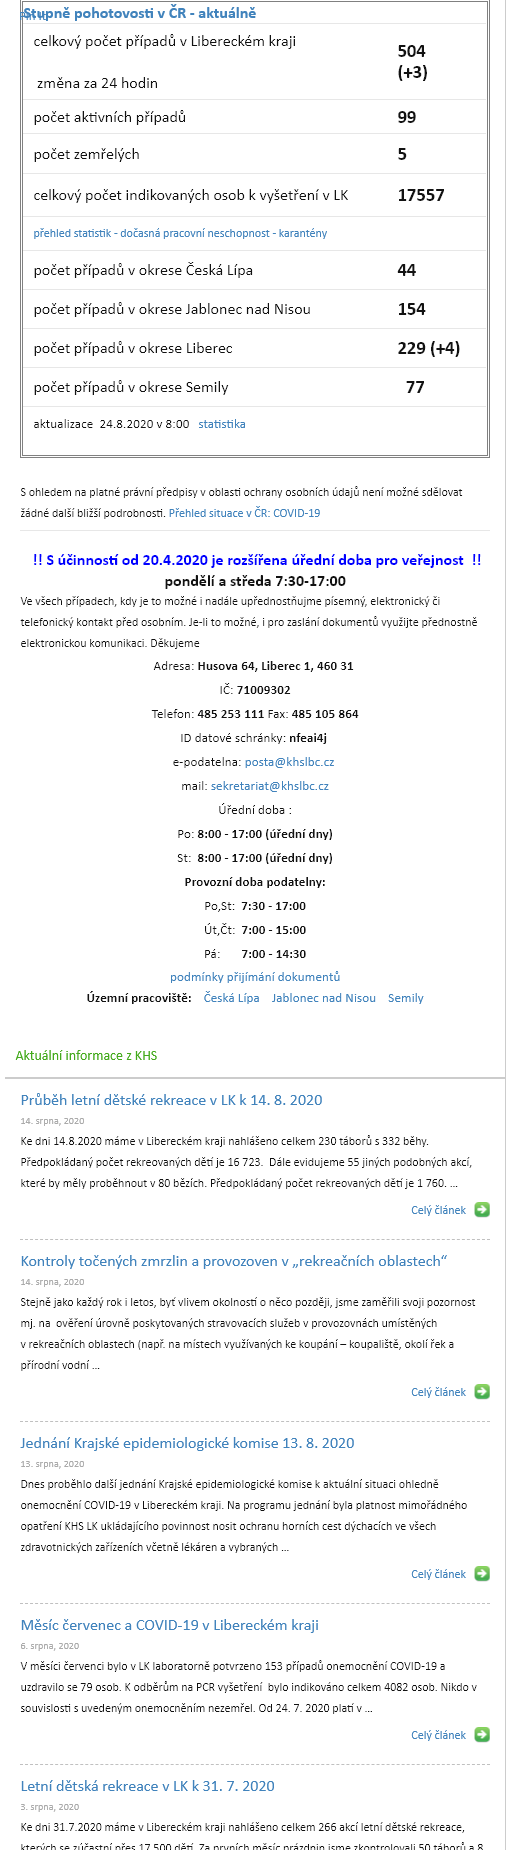 Stupně pohotovosti v ČR - aktuálně
celkový počet případů v Libereckém kraji
504
(+3)
změna za 24 hodin
počet aktivních případů 99
počet zemřelých 5
celkový počet indikovaných osob k vyšetření v LK 17557
přehled statistik - dočasná pracovní neschopnost - karantény
počet případů v okrese Česká Lípa 44
počet případů v okrese Jablonec nad Nisou 154
počet případů v okrese Liberec 229 (+4)
počet případů v okrese Semily 77
aktualizace 24.8.2020 v 8:00 statistika
S ohledem na platné právní předpisy v oblasti ochrany osobních údajů není možné sdělovat
žádné další bližší podrobnosti. Přehled situace v ČR: COVID-19
!! S účinností od 20.4.2020 je rozšířena úřední doba pro veřejnost !!
pondělí a středa 7:30-17:00
Ve všech případech, kdy je to možné i nadále upřednostňujme písemný, elektronický či
telefonický kontakt před osobním. Je-li to možné, i pro zaslání dokumentů využijte přednostně
elektronickou komunikaci. Děkujeme
Adresa: Husova 64, Liberec 1, 460 31
IČ: 71009302
Telefon: 485 253 111 Fax: 485 105 864
ID datové schránky: nfeai4j
e-podatelna: posta@khslbc.cz
mail: sekretariat@khslbc.cz
Úřední doba :
Po: 8:00 - 17:00 (úřední dny)
St: 8:00 - 17:00 (úřední dny)
Provozní doba podatelny:
Po,St: 7:30 - 17:00
Út,Čt: 7:00 - 15:00
Pá: 7:00 - 14:30
podmínky přijímání dokumentů
Územní pracoviště: Česká Lípa Jablonec nad Nisou Semily
Aktuální informace z KHS
Průběh letní dětské rekreace v LK k 14. 8. 2020
14. srpna, 2020
Ke dni 14.8.2020 máme v Libereckém kraji nahlášeno celkem 230 táborů s 332 běhy.
Předpokládaný počet rekreovaných dětí je 16 723. Dále evidujeme 55 jiných podobných akcí,
které by měly proběhnout v 80 bězích. Předpokládaný počet rekreovaných dětí je 1 760. ...
Celý článek
Kontroly točených zmrzlin a provozoven v „rekreačních oblastech“
14. srpna, 2020
Stejně jako každý rok i letos, byť vlivem okolností o něco později, jsme zaměřili svoji pozornost
mj. na ověření úrovně poskytovaných stravovacích služeb v provozovnách umístěných
v rekreačních oblastech (např. na místech využívaných ke koupání – koupaliště, okolí řek a
přírodní vodní ...
Celý článek
Jednání Krajské epidemiologické komise 13. 8. 2020
13. srpna, 2020
Dnes proběhlo další jednání Krajské epidemiologické komise k aktuální situaci ohledně
onemocnění COVID-19 v Libereckém kraji. Na programu jednání byla platnost mimořádného
opatření KHS LK ukládajícího povinnost nosit ochranu horních cest dýchacích ve všech
zdravotnických zařízeních včetně lékáren a vybraných ...
Celý článek
Měsíc červenec a COVID-19 v Libereckém kraji
6. srpna, 2020
V měsíci červenci bylo v LK laboratorně potvrzeno 153 případů onemocnění COVID-19 a
uzdravilo se 79 osob. K odběrům na PCR vyšetření bylo indikováno celkem 4082 osob. Nikdo v
souvislosti s uvedeným onemocněním nezemřel. Od 24. 7. 2020 platí v ...
Celý článek
Letní dětská rekreace v LK k 31. 7. 2020
3. srpna, 2020
Ke dni 31.7.2020 máme v Libereckém kraji nahlášeno celkem 266 akcí letní dětské rekreace,
kterých se zúčastní přes 17 500 dětí. Za prvních měsíc prázdnin jsme zkontrolovali 50 táborů a 8